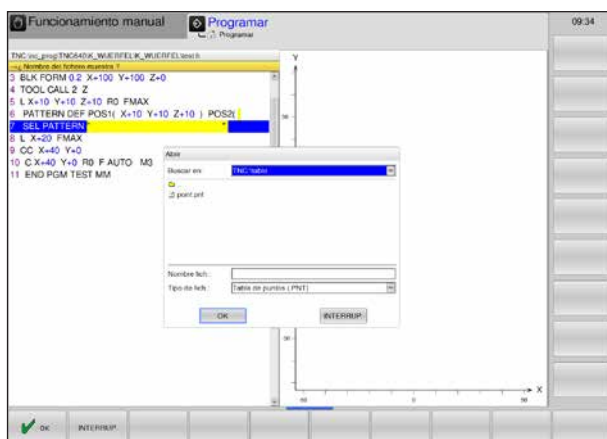 Funcionamiento manual
Programar
Programar
09:34
TNC:\nc_prog\TNC640\K_WUERFEL\K_WUERFEL\test.h
Nombre del fichero maestro ?
3 BLK FORM 0.2 X+100 Y+100 Z+0
4 TOOL CALL 2 Z
5 L X+10 Y+10 Z+10 R0 FMAX
6 PATTERN DEF POS1( X+10 Y+10 Z+10 ) POS2(
7 SEL PATTERN " "
8 L X+20 FMAX
9 CC X+40 Y+0
10 C X+40 Y+0 R0 F AUTO M3
11 END PGM TEST MM
Y
Abrir
Buscar en:
TNC:\table
..
point.pnt
Nombre fich.:
Tipo de fich.:
Tabla de puntos (.PNT)
OK
INTERRUP.
X
0
50
OK
INTERRUP.